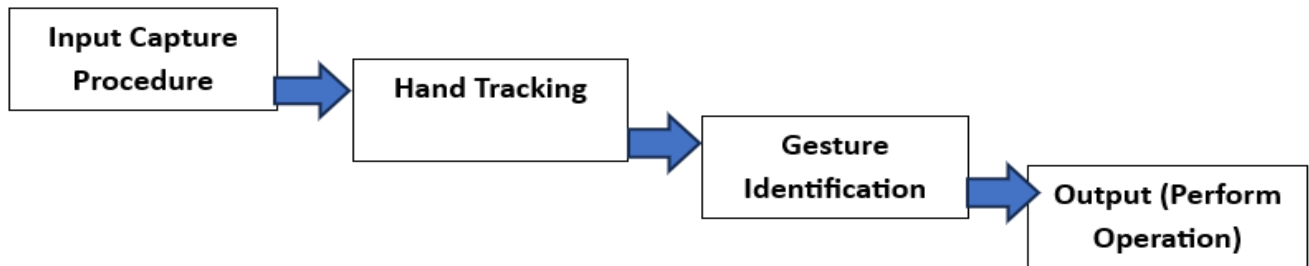 Input Capture
Procedure
Hand Tracking
Gesture
Identification
Output (Perform
Operation)